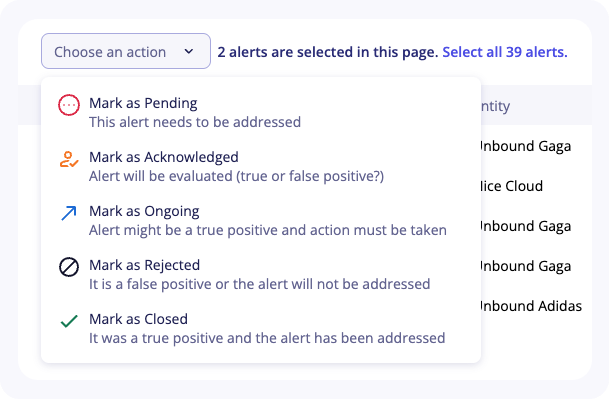 Choose an action
2 alerts are selected in this page. Select all 39 alerts.
Mark as Pending
This alert needs to be addressed
Mark as Acknowledged
Alert will be evaluated (true or false positive?)
Mark as Ongoing
Alert might be a true positive and action must be taken
Mark as Rejected
It is a false positive or the alert will not be addressed
Mark as Closed
It was a true positive and the alert has been addressed
ntity
Unbound Gaga
lice Cloud
Unbound Gaga
Unbound Gaga
Unbound Adidas